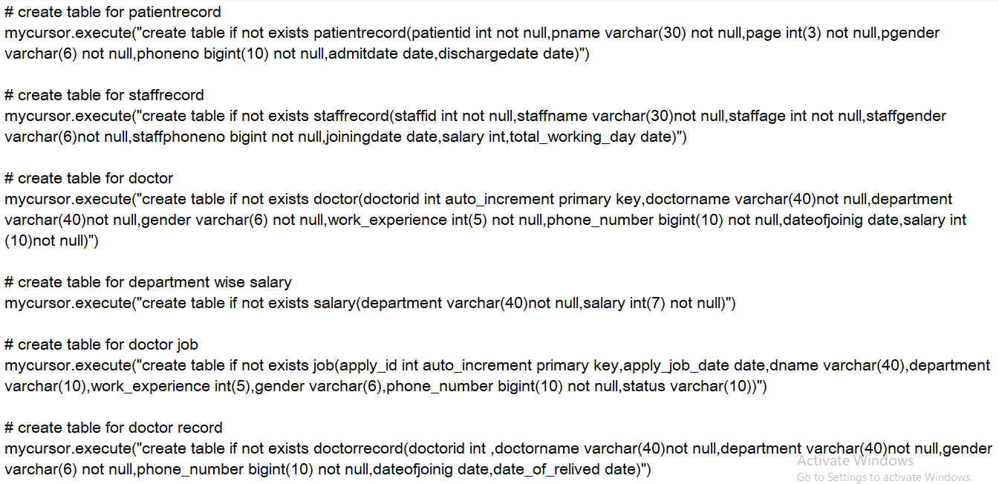 # create table for patientrecord
mycursor.execute("create table if not exists patientrecord(patientid int not null,pname varchar(30) not null,page int(3) not null,pgender
varchar(6) not null,phoneno bigint(10) not null,admitdate date,dischargedate date)")
# create table for staffrecord
mycursor.execute("create table if not exists staffrecord(staffid int not null,staffname varchar(30)not null,staffage int not null,staffgender
varchar(6)not null,staffphoneno bigint not null,joiningdate date,salary int,total_working_day date)")
# create table for doctor
mycursor.execute("create table if not exists doctor(doctorid int auto_increment primary key,doctorname varchar(40)not null,department
varchar(40)not null,gender varchar(6) not null,work_experience int(5) not null,phone_number bigint(10) not null,dateofjoinig date,salary int
(10)not null)")
# create table for department wise salary
mycursor.execute("create table if not exists salary(department varchar(40)not null,salary int(7) not null)")
# create table for doctor job
mycursor.execute("create table if not exists job(apply_id int auto_increment primary key,apply_job_date date,dname varchar(40),department
varchar(10),work_experience int(5),gender varchar(6),phone_number bigint(10) not null,status varchar(10))")
# create table for doctor record
mycursor.execute("create table if not exists doctorrecord(doctorid int ,doctorname varchar(40)not null,department varchar(40)not null,gender
varchar(6) not null,phone_number bigint(10) not null,dateofjoinig date,date_of_relived date)")
Activate Windows
Go to Settings to activate Windows.